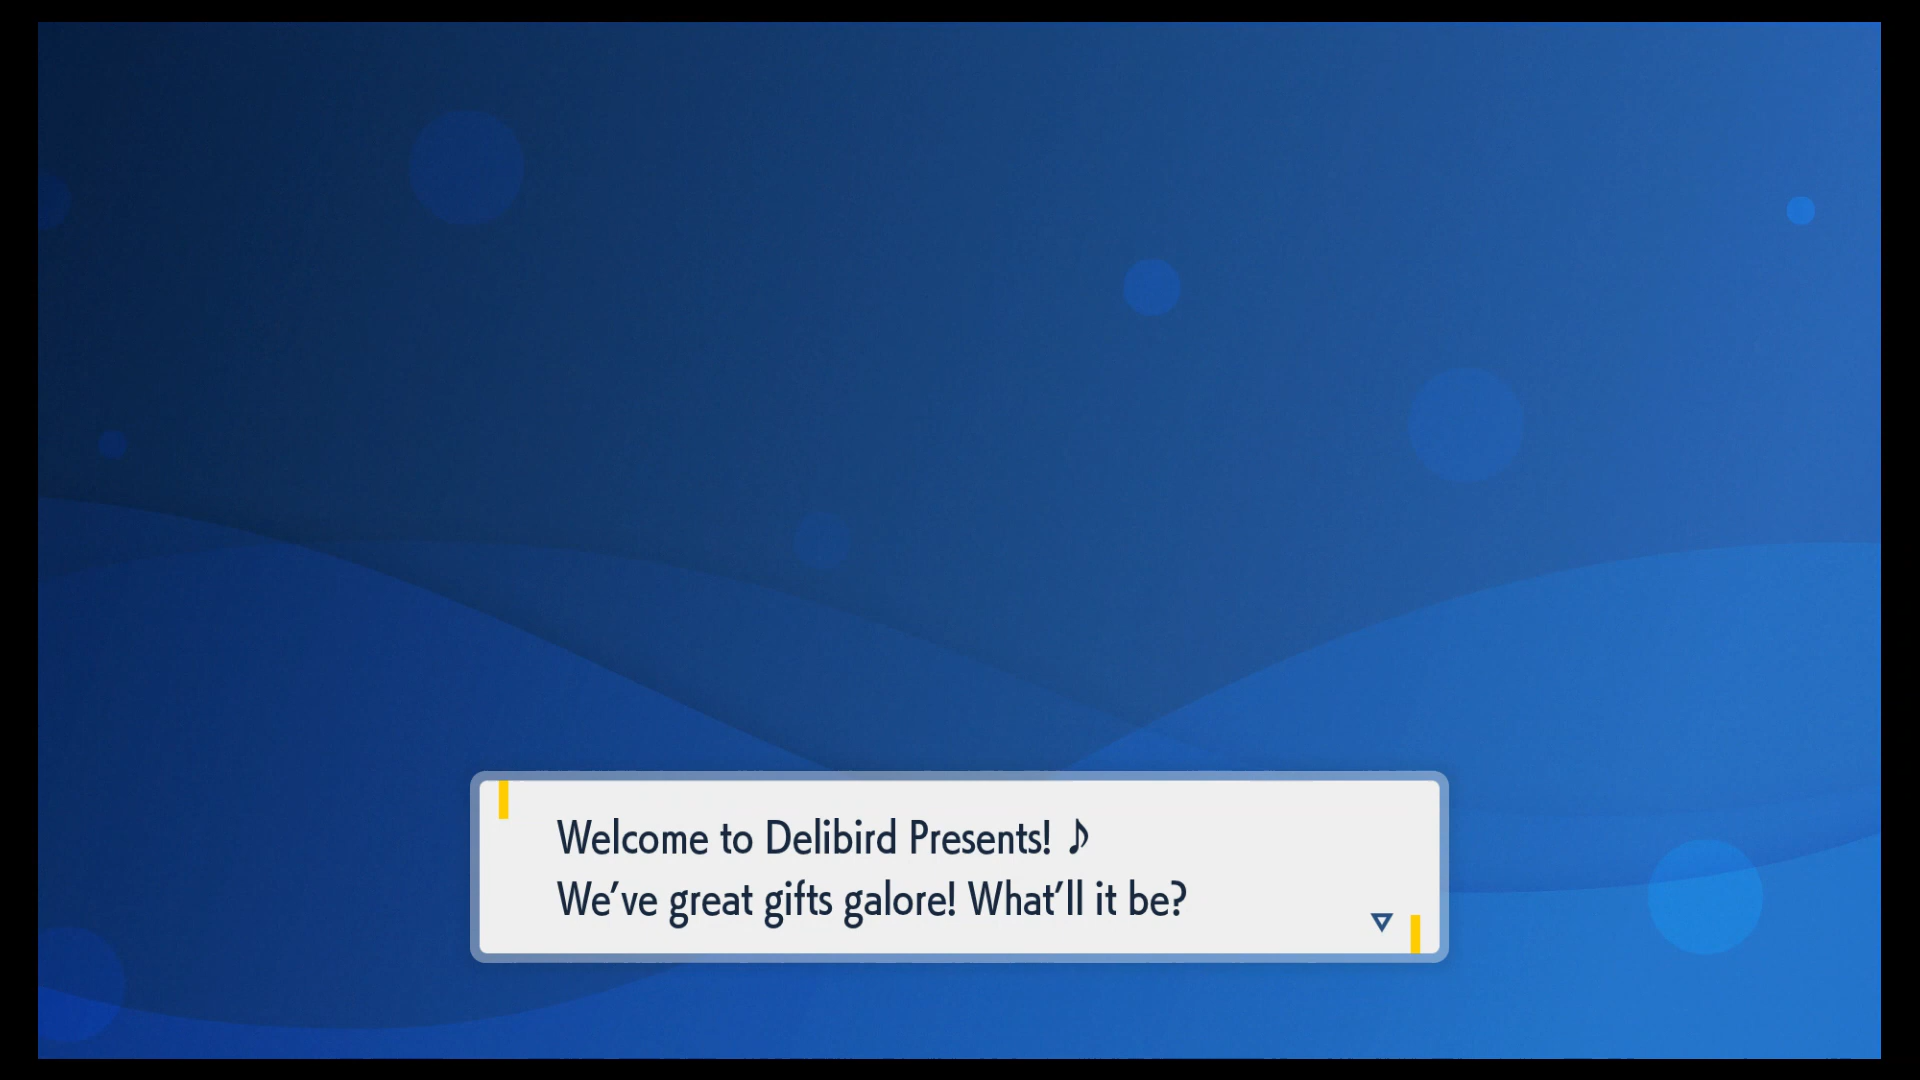 Welcome to Delibird Presents! ♪
We’ve great gifts galore! What’ll it be?